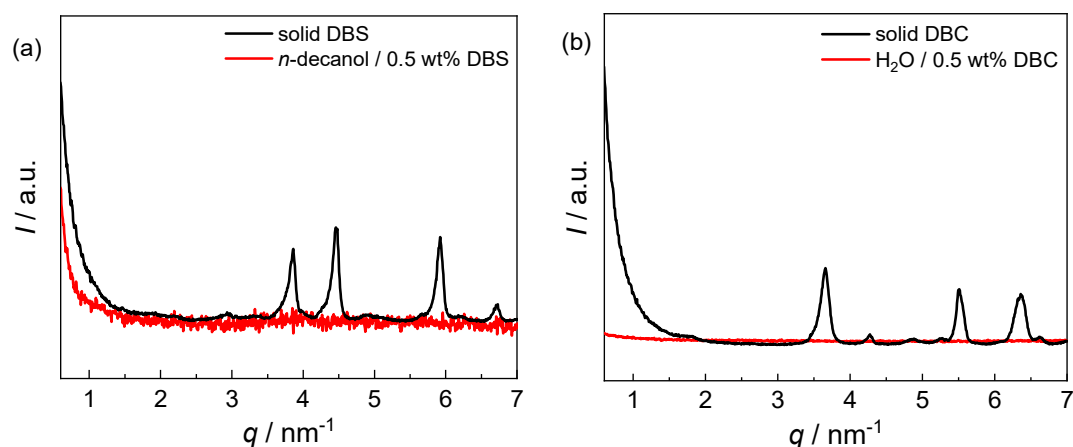 (a)
solid DBS
n-decanol / 0.5 wt% DBS
I / a.u.
1 2 3 4 5 6 7
q / nm⁻¹
(b)
solid DBC
H₂O / 0.5 wt% DBC
I / a.u.
1 2 3 4 5 6 7
q / nm⁻¹